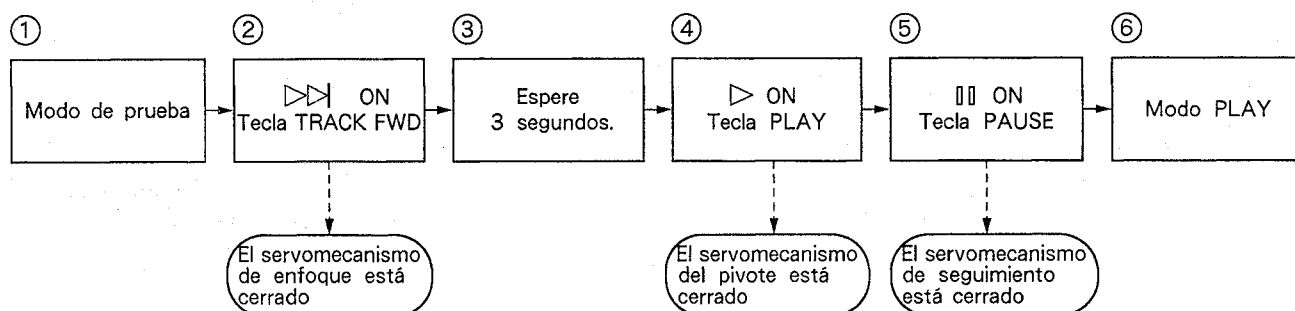 ①
Modo de prueba
②
▷▷| ON
Tecla TRACK FWD
El servomecanismo
de enfoque está
cerrado
③
Espere
3 segundos.
④
▷ ON
Tecla PLAY
El servomecanismo
del pivote está
cerrado
⑤
▯▯ ON
Tecla PAUSE
El servomecanismo
de seguimiento
está cerrado
⑥
Modo PLAY